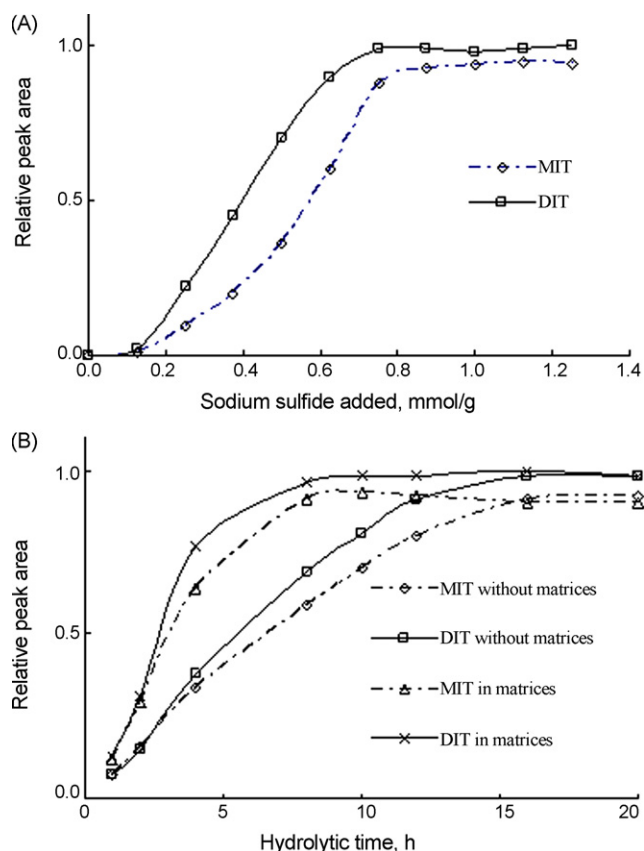 (A)
1.0
0.5
0.0
Relative peak area
MIT
DIT
0.0 0.2 0.4 0.6 0.8 1.0 1.2 1.4
Sodium sulfide added, mmol/g
(B)
1.0
0.5
0.0
Relative peak area
MIT without matrices
DIT without matrices
MIT in matrices
DIT in matrices
0 5 10 15 20
Hydrolytic time, h